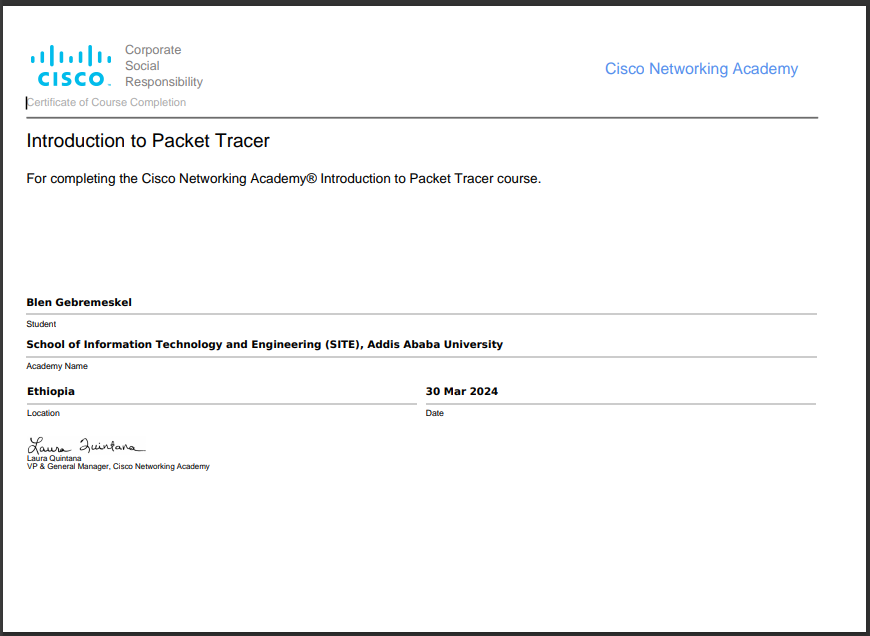 CISCO
Corporate
Social
Responsibility
Cisco Networking Academy
Certificate of Course Completion
Introduction to Packet Tracer
For completing the Cisco Networking Academy® Introduction to Packet Tracer course.
Blen Gebremeskel
Student
School of Information Technology and Engineering (SITE), Addis Ababa University
Academy Name
Ethiopia
30 Mar 2024
Location
Date
Laura Quintana
Laura Quintana
VP & General Manager, Cisco Networking Academy